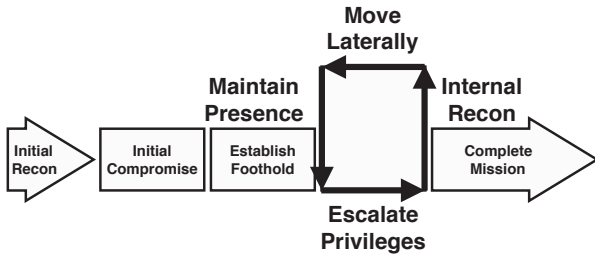 Move
Laterally
Maintain
Presence
Internal
Recon
Initial
Recon
Initial
Compromise
Establish
Foothold
Complete
Mission
Escalate
Privileges